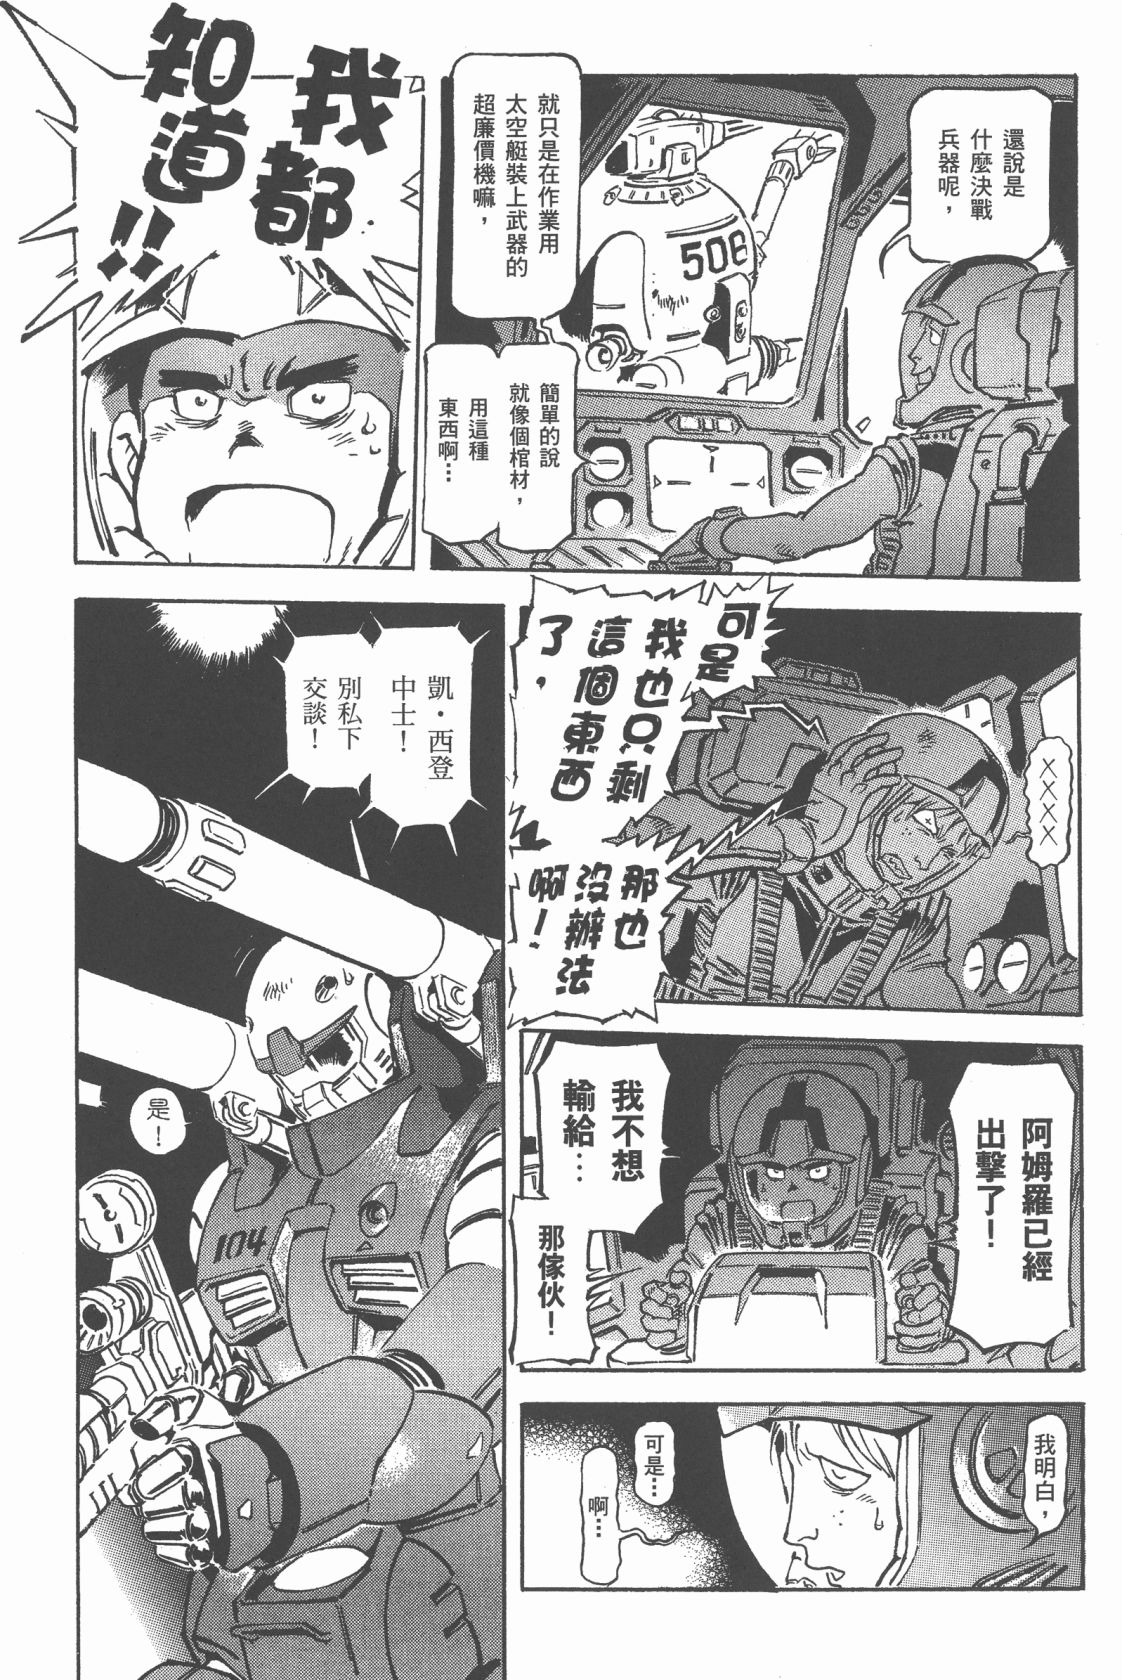 還說是
什麼決戰
兵器呢，
506
就只是在作業用
太空艇裝上武器的
超廉價機嘛，
簡單的說
就像個棺材，
用這種
東西啊…
我都
知道!!
××××
可是
我也只剩
這個東西
了，
那也
沒辦法
啊！
阿姆羅已經
出擊了！
我不想
輸給…
那傢伙！
我明白，
可是…
啊…
凱・西登
中士！
別私下
交談！
是！
104